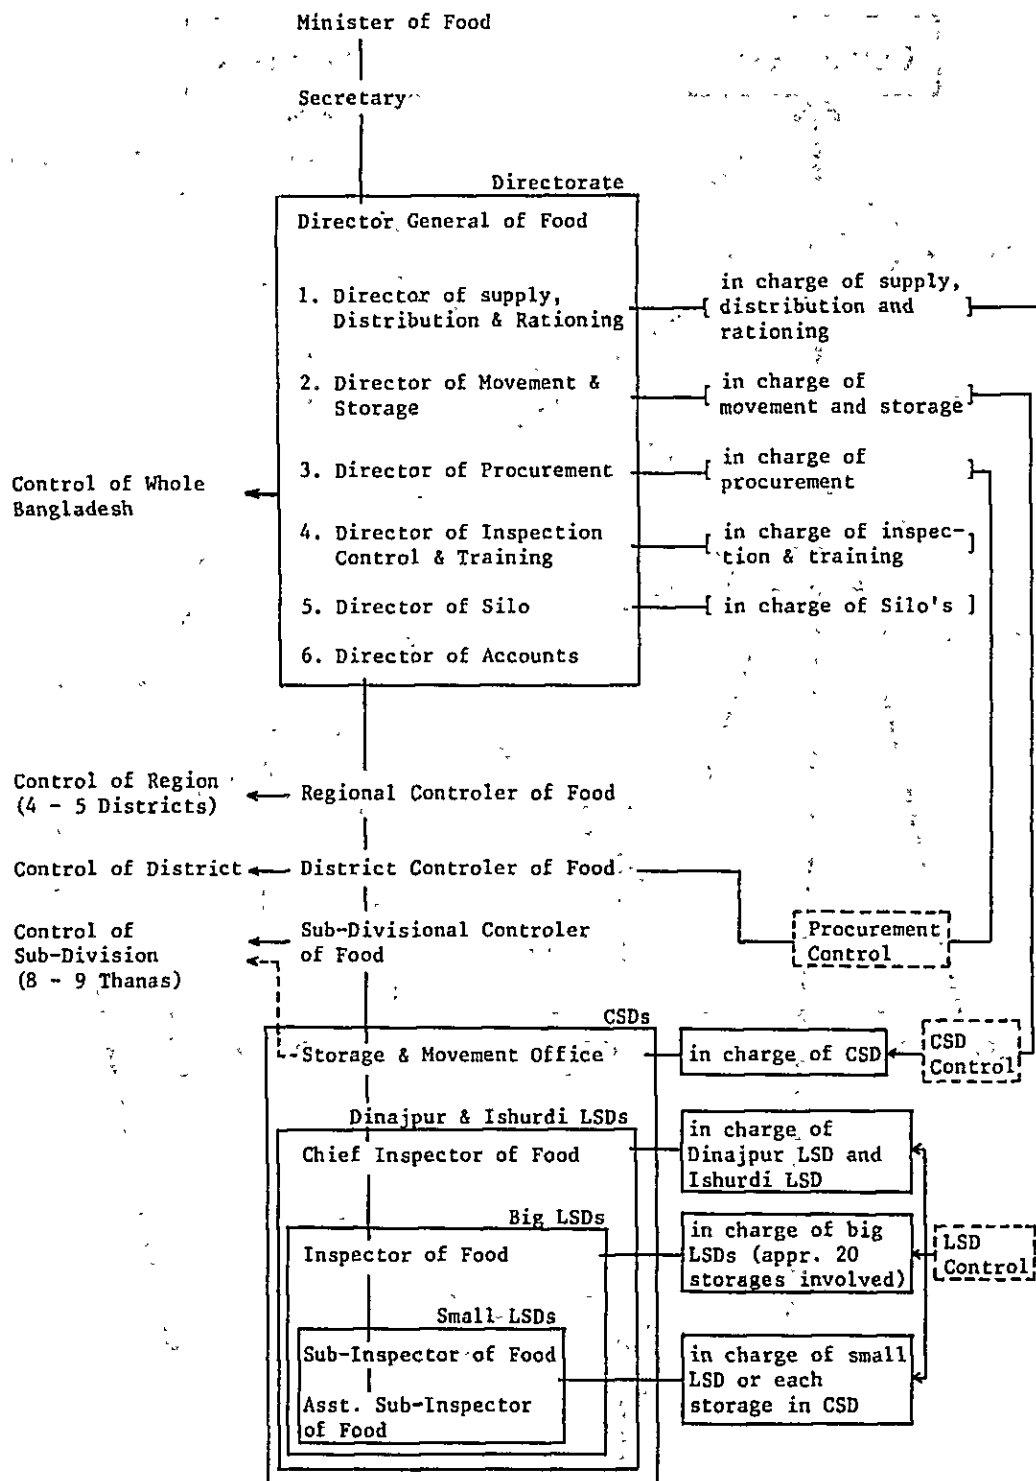 Minister of Food
Secretary
Directorate
Director General of Food
1. Director of supply,
Distribution & Rationing
in charge of supply,
distribution and
rationing
2. Director of Movement &
Storage
in charge of
movement and storage
3. Director of Procurement
in charge of
procurement
Control of Whole
Bangladesh
4. Director of Inspection
Control & Training
in charge of inspec-
tion & training
5. Director of Silo
in charge of Silo's
6. Director of Accounts
Control of Region
(4 - 5 Districts)
Regional Controler of Food
Control of District
District Controler of Food
Control of
Sub-Division
(8 - 9 Thanas)
Sub-Divisional Controler
of Food
Procurement
Control
CSDs
Storage & Movement Office
in charge of CSD
CSD
Control
Dinajpur & Ishurdi LSDs
Chief Inspector of Food
in charge of
Dinajpur LSD and
Ishurdi LSD
Big LSDs
Inspector of Food
in charge of big
LSDs (appr. 20
storages involved)
LSD
Control
Small LSDs
Sub-Inspector of Food
Asst. Sub-Inspector
of Food
in charge of small
LSD or each
storage in CSD